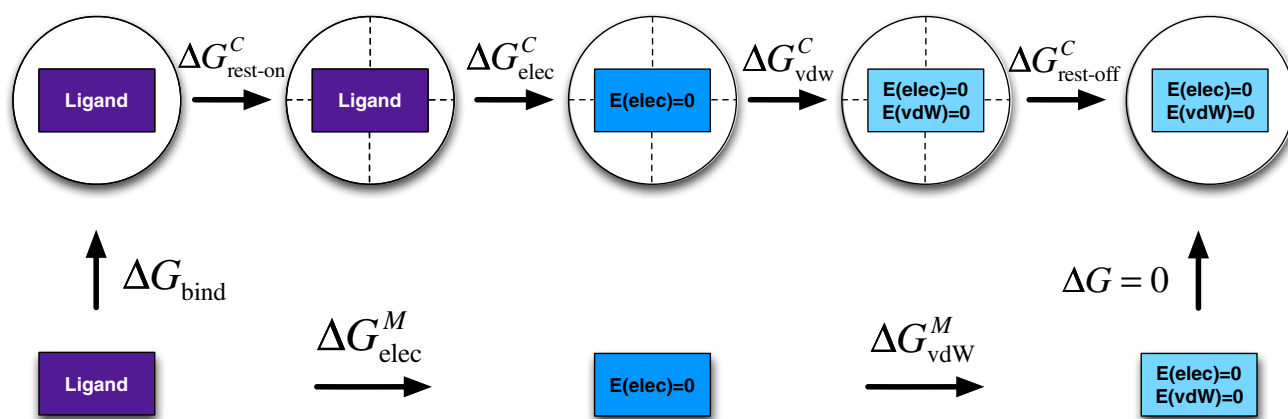 ΔG^C_rest-on
ΔG^C_elec
ΔG^C_vdw
ΔG^C_rest-off
Ligand
Ligand
E(elec)=0
E(elec)=0
E(vdW)=0
E(elec)=0
E(vdW)=0
ΔG_bind
ΔG = 0
ΔG^M_elec
ΔG^M_vdW
Ligand
E(elec)=0
E(elec)=0
E(vdW)=0